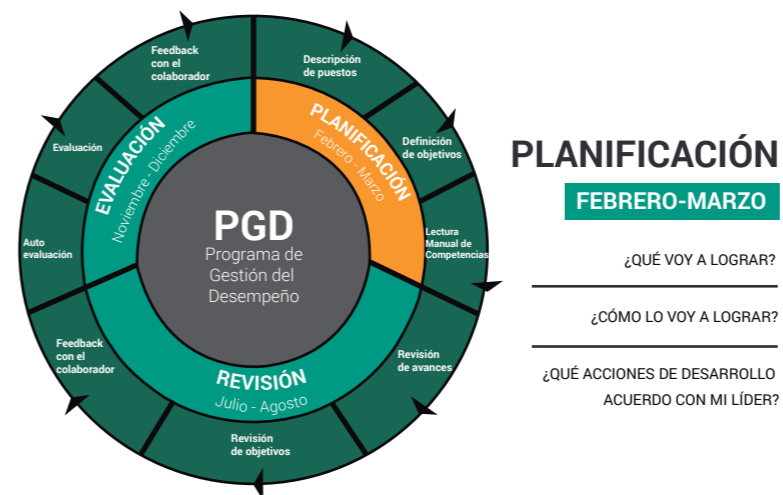 Feedback
con el
colaborador
Descripción
de puestos
Evaluación
Definición
de objetivos
Auto
evaluación
Lectura
Manual de
Competencias
Feedback
con el
colaborador
Revisión
de avances
Revisión
de objetivos
EVALUACIÓN
Noviembre - Diciembre
PLANIFICACIÓN
Febrero - Marzo
REVISIÓN
Julio - Agosto
PGD
Programa de
Gestión del
Desempeño
PLANIFICACIÓN
FEBRERO-MARZO
¿QUÉ VOY A LOGRAR?
¿CÓMO LO VOY A LOGRAR?
¿QUÉ ACCIONES DE DESARROLLO
ACUERDO CON MI LÍDER?